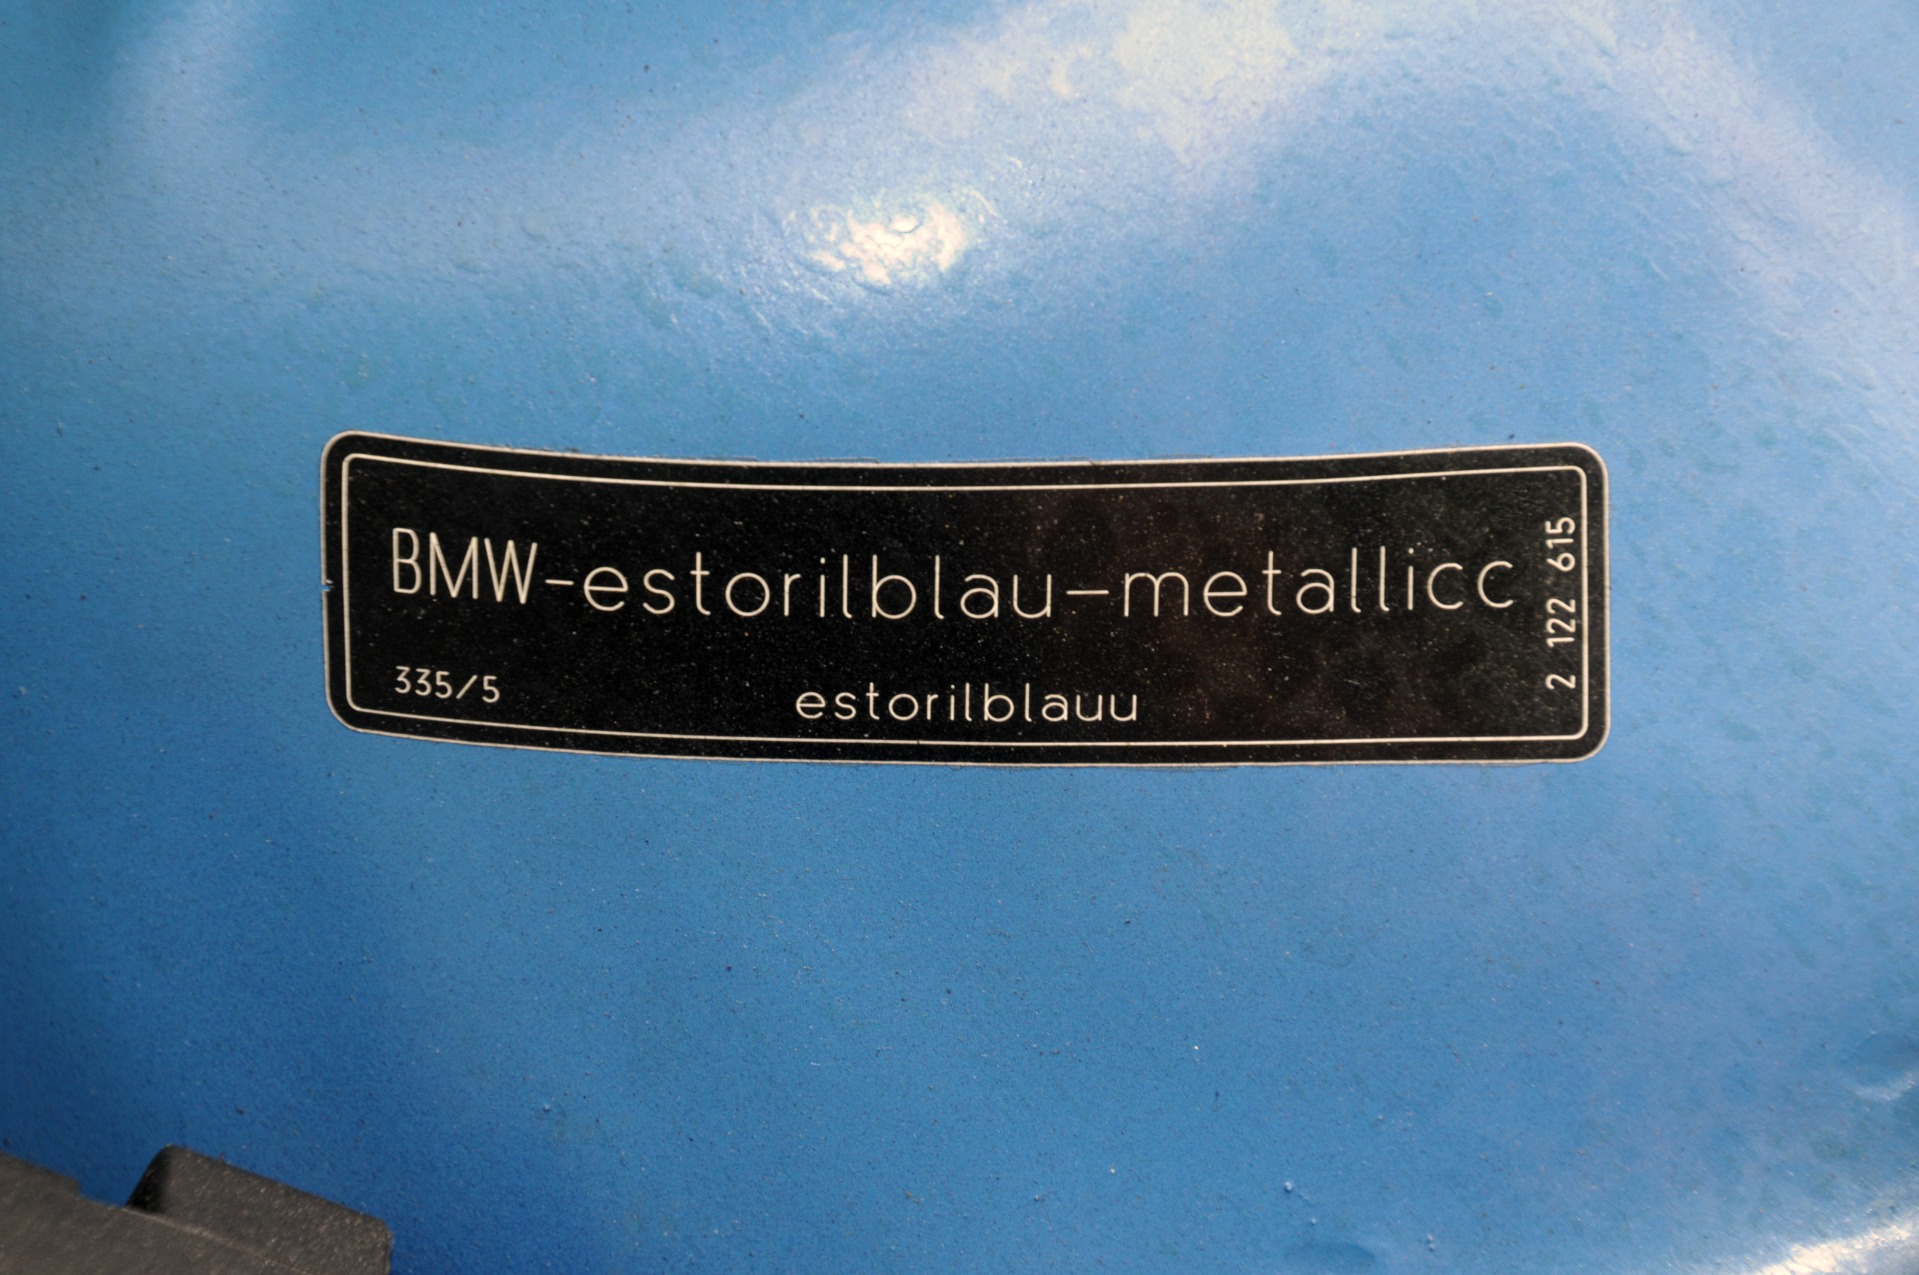 BMW-estorilblau-metallicc
335/5
estorilblauu
2 122 615